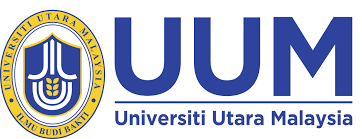 UNIVERSITI UTARA MALAYSIA
ILMU BUDI BAKTI
UUM
Universiti Utara Malaysia